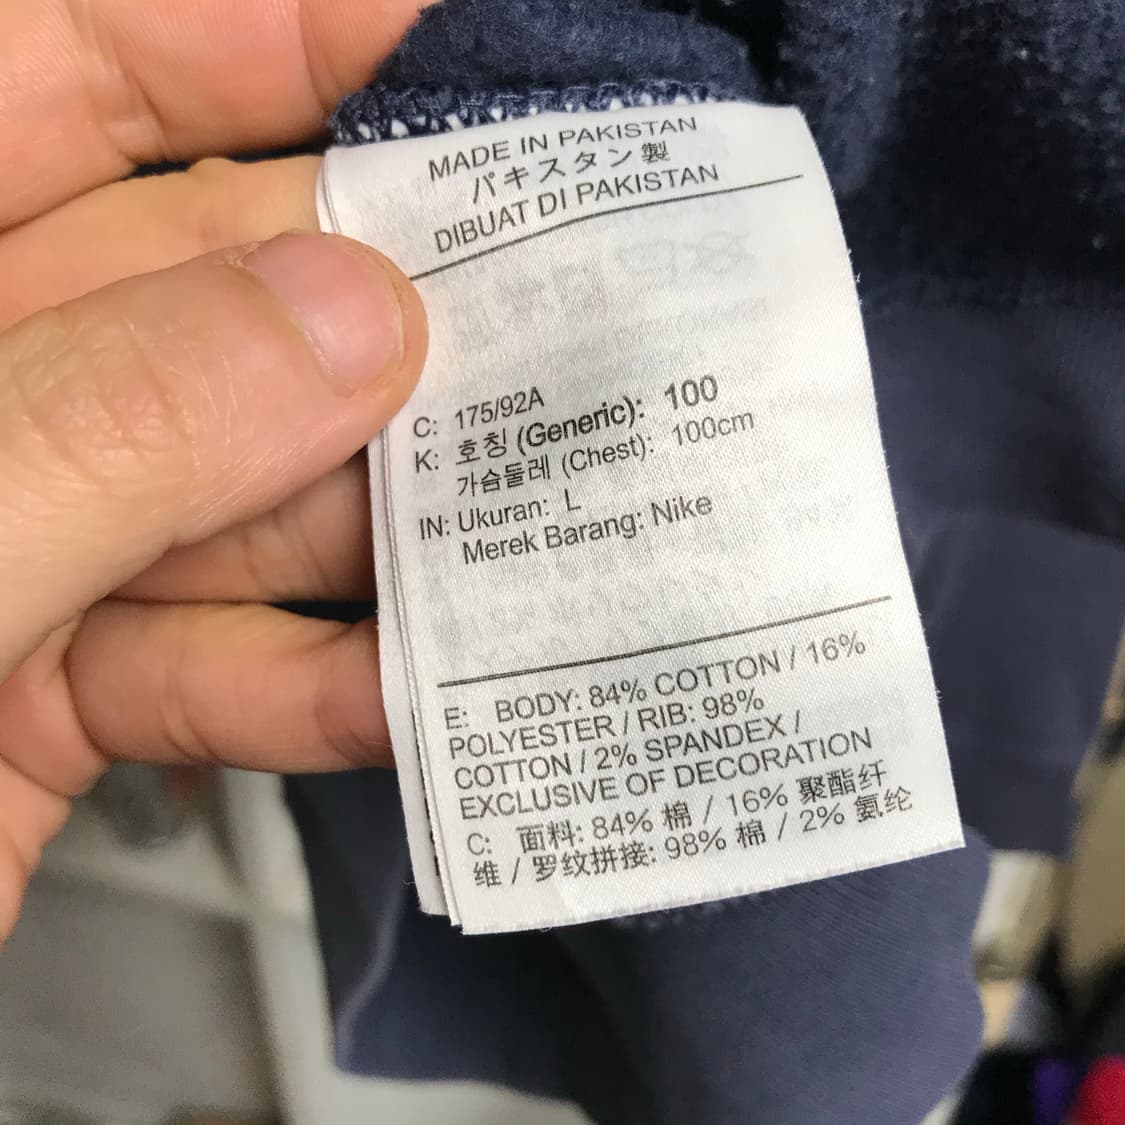 MADE IN PAKISTAN
パキスタン製
DIBUAT DI PAKISTAN
C: 175/92A
K: 호칭 (Generic): 100
가슴둘레 (Chest): 100cm
IN: Ukuran: L
Merek Barang: Nike
E: BODY: 84% COTTON / 16%
POLYESTER / RIB: 98%
COTTON / 2% SPANDEX /
EXCLUSIVE OF DECORATION
C: 面料: 84% 棉 / 16% 聚酯纤
维 / 罗纹拼接: 98% 棉 / 2% 氨纶